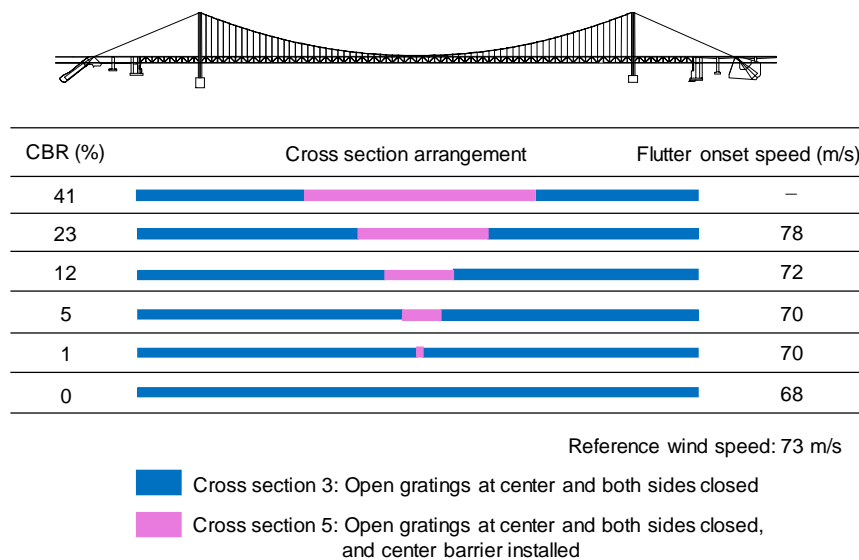 CBR (%) Cross section arrangement Flutter onset speed (m/s)
41 –
23 78
12 72
5 70
1 70
0 68
Reference wind speed: 73 m/s
Cross section 3: Open gratings at center and both sides closed
Cross section 5: Open gratings at center and both sides closed,
and center barrier installed